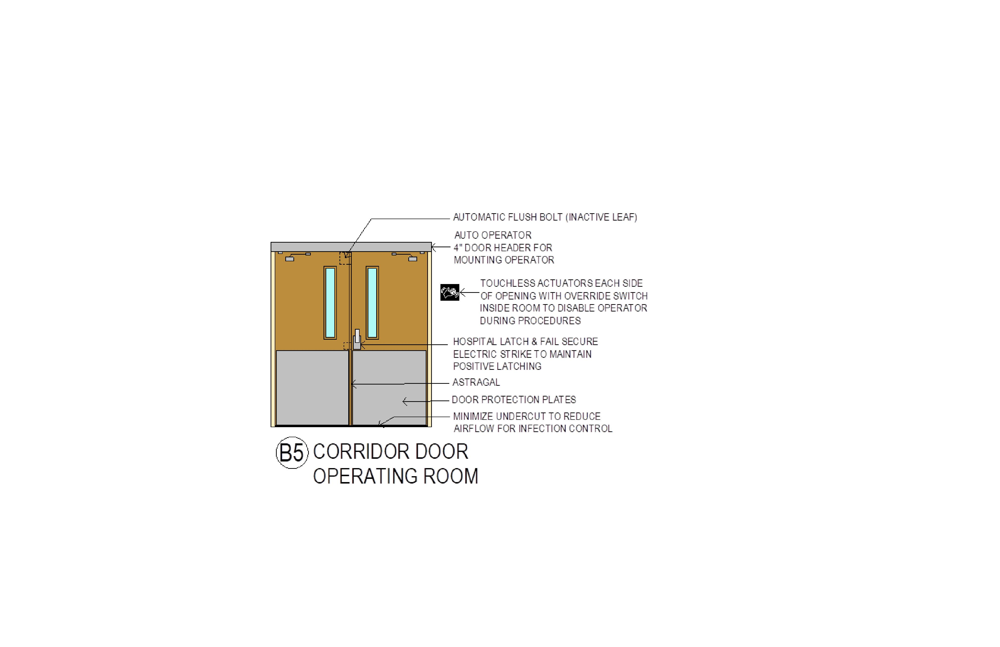 AUTOMATIC FLUSH BOLT (INACTIVE LEAF)
AUTO OPERATOR
4" DOOR HEADER FOR
MOUNTING OPERATOR
TOUCHLESS ACTUATORS EACH SIDE
OF OPENING WITH OVERRIDE SWITCH
INSIDE ROOM TO DISABLE OPERATOR
DURING PROCEDURES
HOSPITAL LATCH & FAIL SECURE
ELECTRIC STRIKE TO MAINTAIN
POSITIVE LATCHING
ASTRAGAL
DOOR PROTECTION PLATES
MINIMIZE UNDERCUT TO REDUCE
AIRFLOW FOR INFECTION CONTROL
B5 CORRIDOR DOOR
OPERATING ROOM